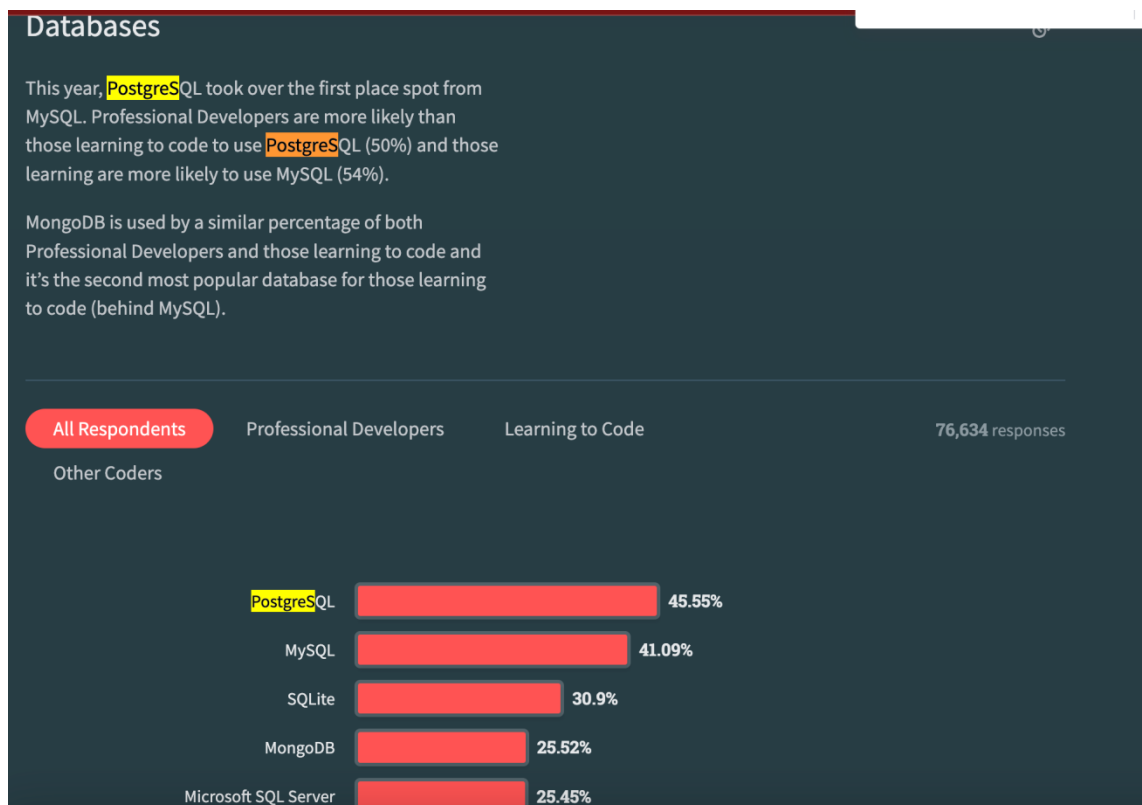 Databases
This year, PostgreSQL took over the first place spot from
MySQL. Professional Developers are more likely than
those learning to code to use PostgreSQL (50%) and those
learning are more likely to use MySQL (54%).
MongoDB is used by a similar percentage of both
Professional Developers and those learning to code and
it’s the second most popular database for those learning
to code (behind MySQL).
All Respondents Professional Developers Learning to Code 76,634 responses
Other Coders
PostgreSQL 45.55%
MySQL 41.09%
SQLite 30.9%
MongoDB 25.52%
Microsoft SQL Server 25.45%